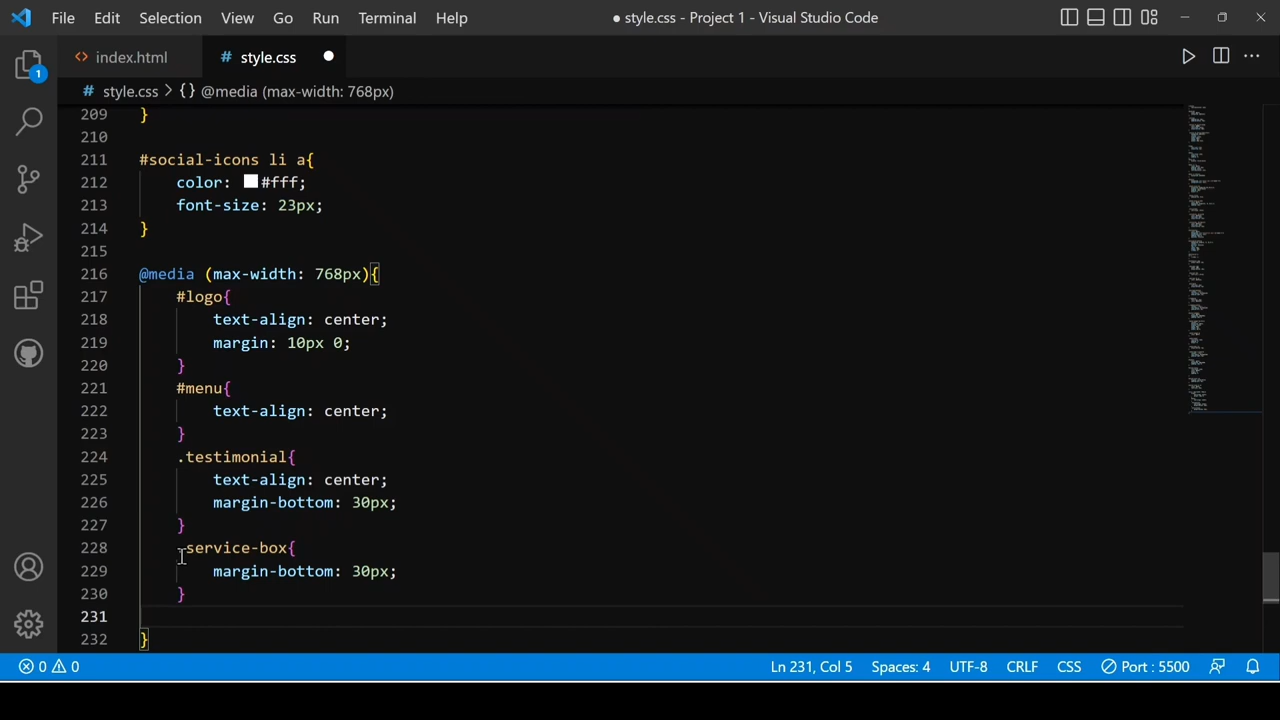 File Edit Selection View Go Run Terminal Help ● style.css - Project 1 - Visual Studio Code
<> index.html # style.css
1
# style.css > {} @media (max-width: 768px)
209 }
210
211 #social-icons li a{
212 color: #fff;
213 font-size: 23px;
214 }
215
216 @media (max-width: 768px){
217 #logo{
218 text-align: center;
219 margin: 10px 0;
220 }
221 #menu{
222 text-align: center;
223 }
224 .testimonial{
225 text-align: center;
226 margin-bottom: 30px;
227 }
228 .service-box{
229 margin-bottom: 30px;
230 }
231
232 }
0 0 Ln 231, Col 5 Spaces: 4 UTF-8 CRLF CSS Port : 5500